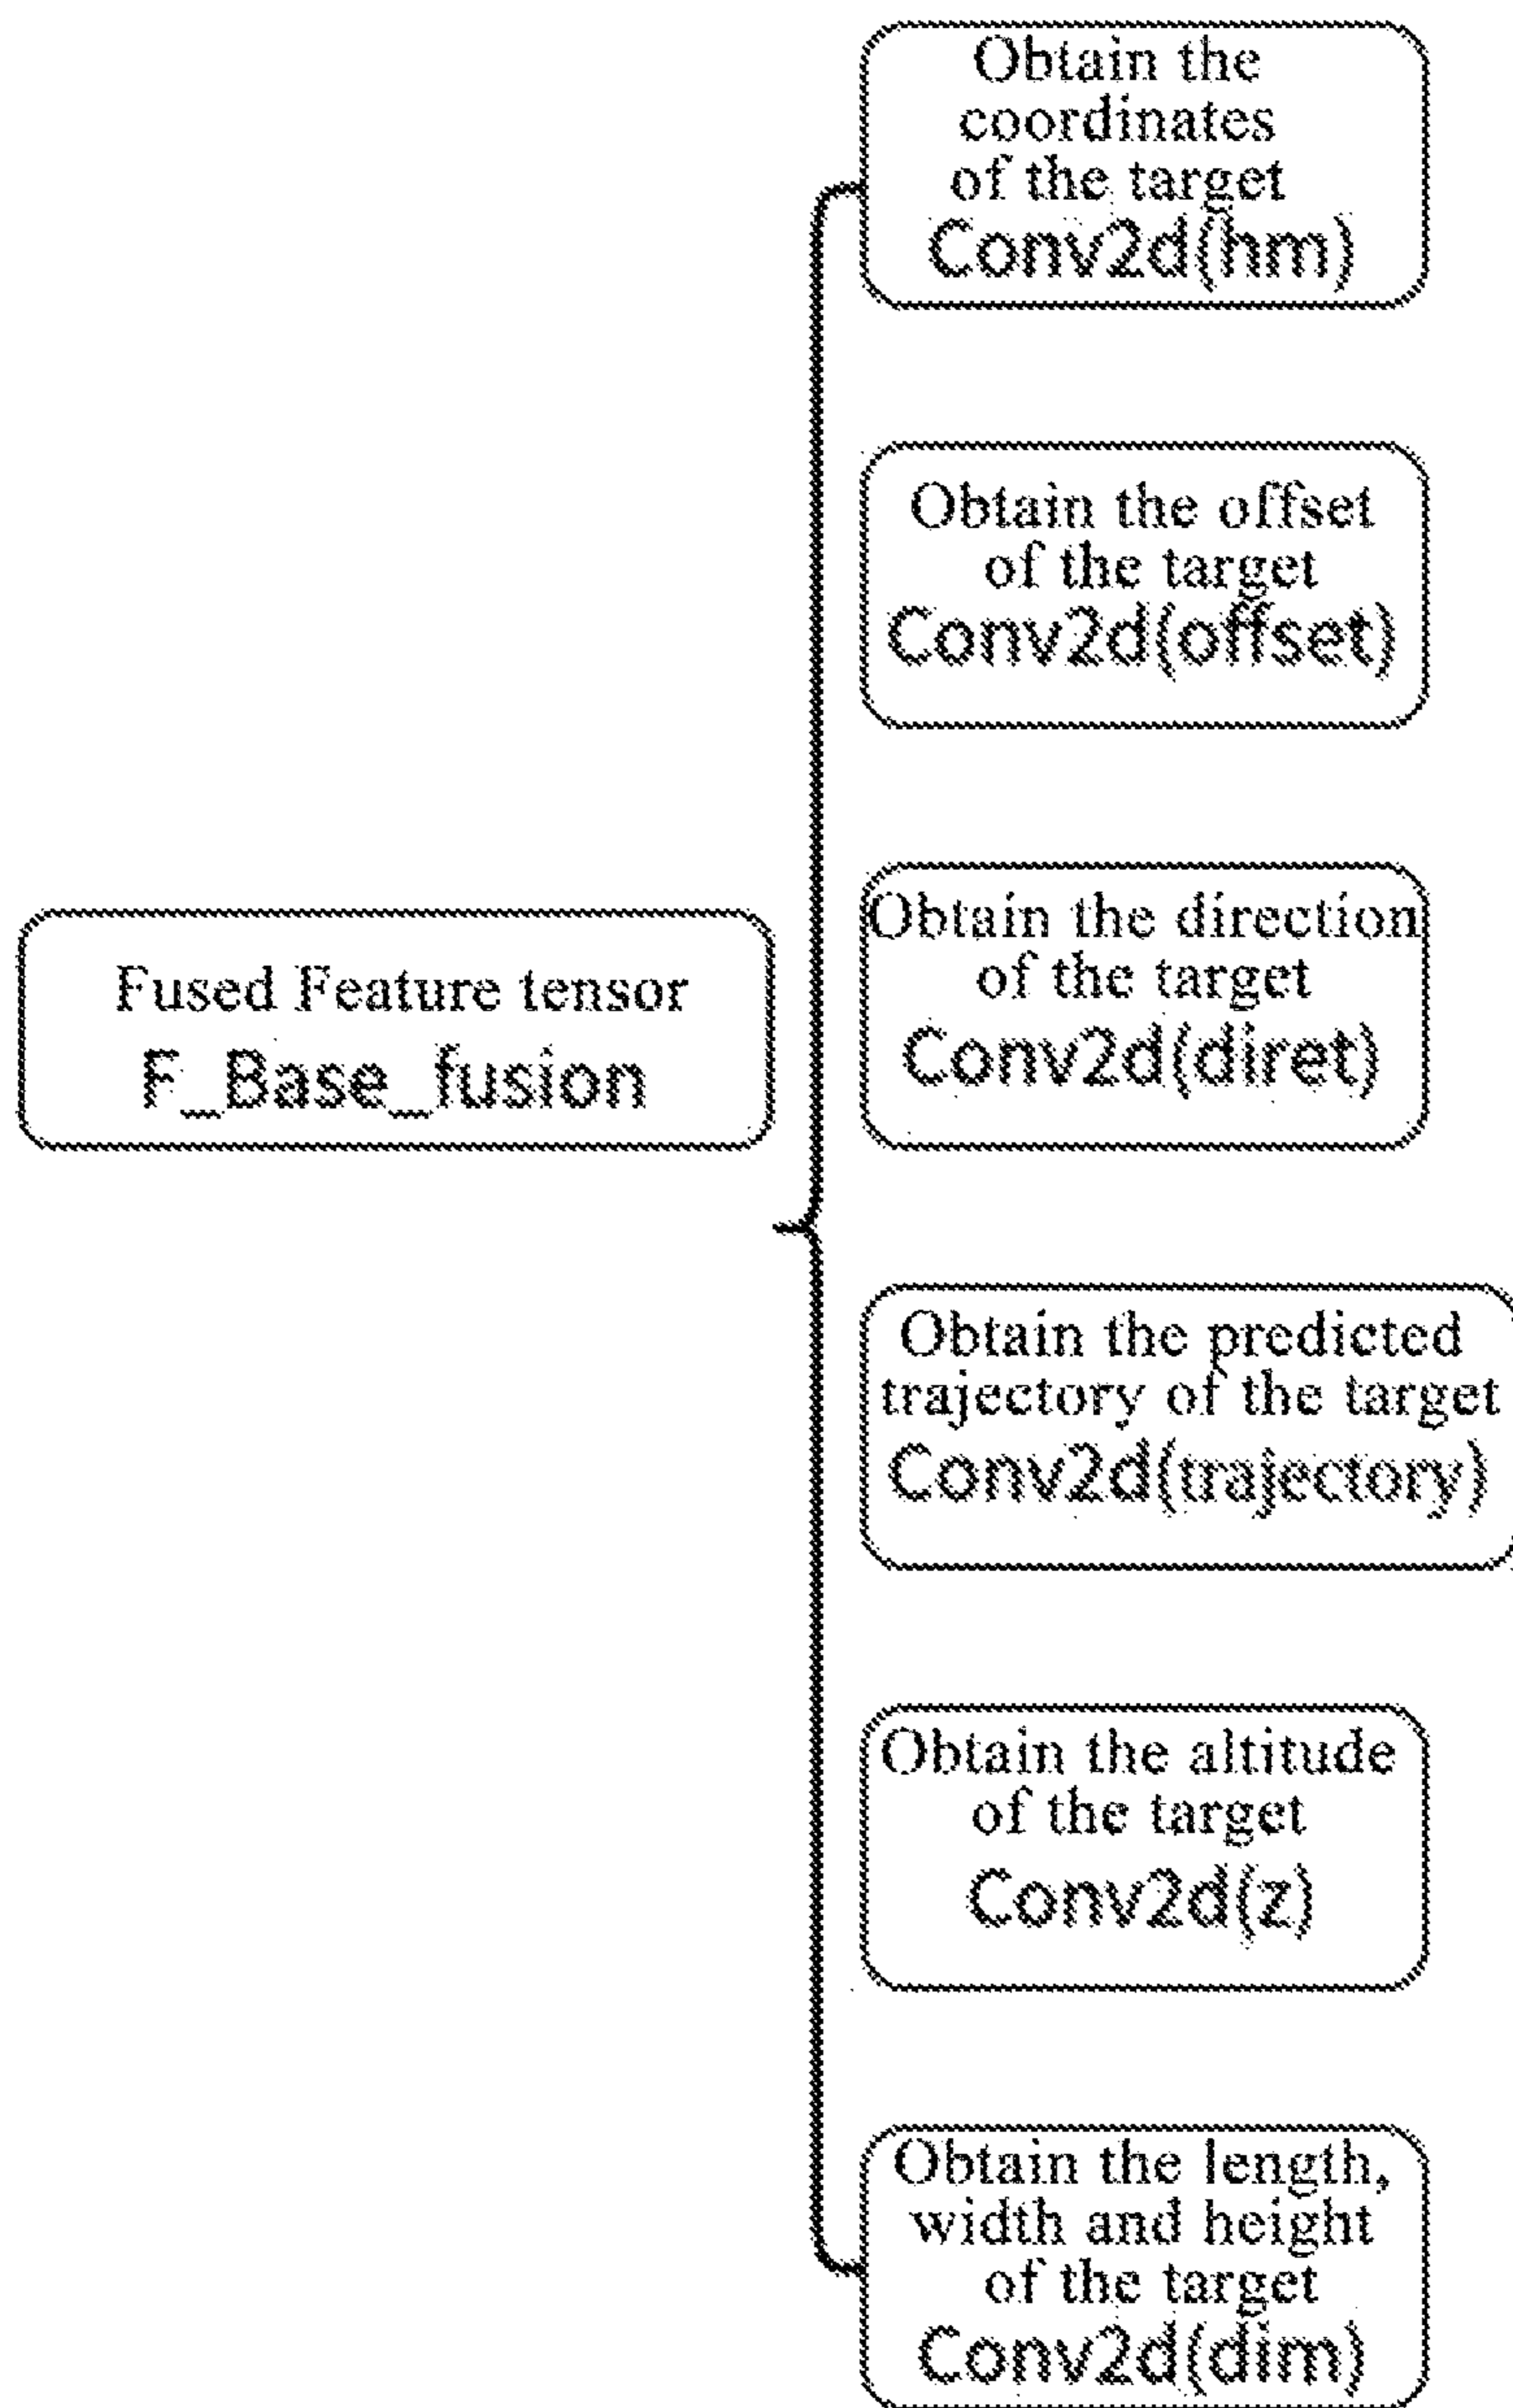 Obtain the
coordinates
of the target
Conv2d(hm)
Obtain the offset
of the target
Conv2d(offset)
Obtain the direction
of the target
Conv2d(diret)
Fused Feature tensor
F_Base_fusion
Obtain the predicted
trajectory of the target
Conv2d(trajectory)
Obtain the altitude
of the target
Conv2d(z)
Obtain the length,
width and height
of the target
Conv2d(dim)